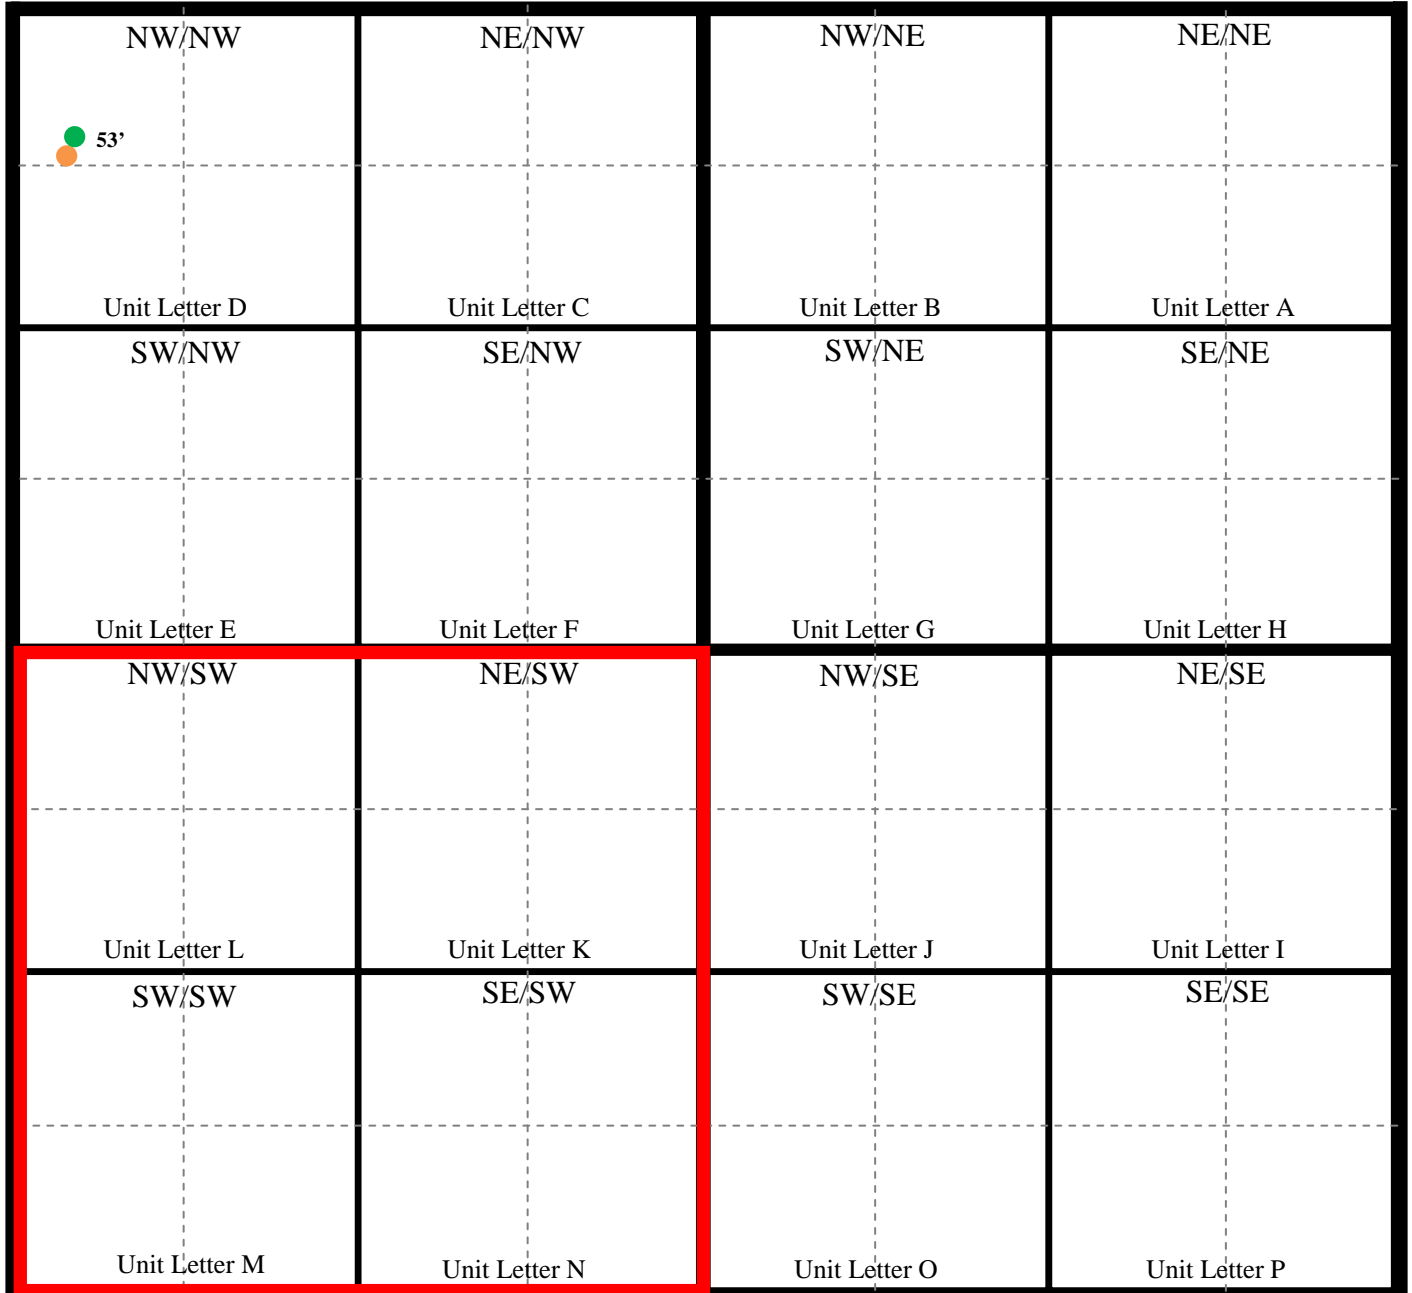 NW/NW
NE/NW
NW/NE
NE/NE
53’
Unit Letter D
Unit Letter C
Unit Letter B
Unit Letter A
SW/NW
SE/NW
SW/NE
SE/NE
Unit Letter E
Unit Letter F
Unit Letter G
Unit Letter H
NW/SW
NE/SW
NW/SE
NE/SE
Unit Letter L
Unit Letter K
Unit Letter J
Unit Letter I
SW/SW
SE/SW
SW/SE
SE/SE
Unit Letter M
Unit Letter N
Unit Letter O
Unit Letter P